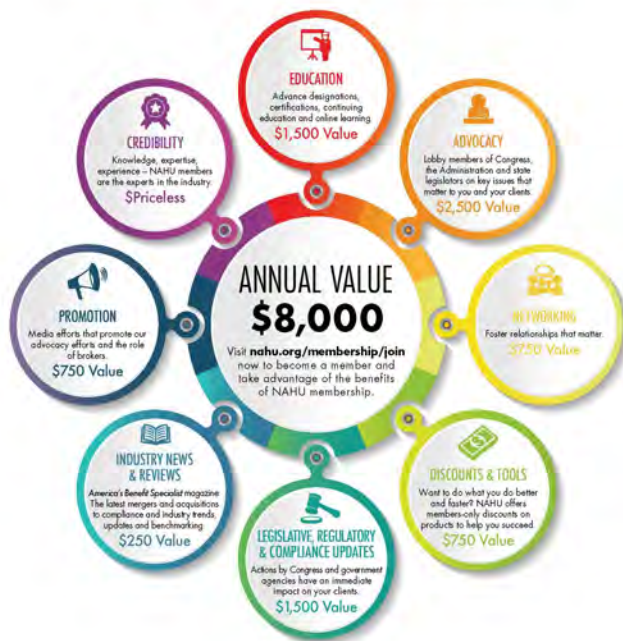 EDUCATION
Advance designations,
certifications, continuing
education and online learning.
$1,500 Value
ADVOCACY
Lobby members of Congress,
the Administration and state
legislators on key issues that
matter to you and your clients.
$2,500 Value
NETWORKING
Foster relationships that matter.
$750 Value
DISCOUNTS & TOOLS
Want to do what you do better
and faster? NAHU offers
members-only discounts on
products to help you succeed.
$750 Value
LEGISLATIVE, REGULATORY
& COMPLIANCE UPDATES
Actions by Congress and government
agencies have an immediate
impact on your clients.
$1,500 Value
INDUSTRY NEWS
& REVIEWS
America's Benefit Specialist magazine
The latest mergers and acquisitions
to compliance and industry trends,
updates and benchmarking
$250 Value
PROMOTION
Media efforts that promote our
advocacy efforts and the role
of brokers.
$750 Value
CREDIBILITY
Knowledge, expertise,
experience – NAHU members
are the experts in the industry.
$Priceless
ANNUAL VALUE
$8,000
Visit nahu.org/membership/join
now to become a member and
take advantage of the benefits
of NAHU membership.